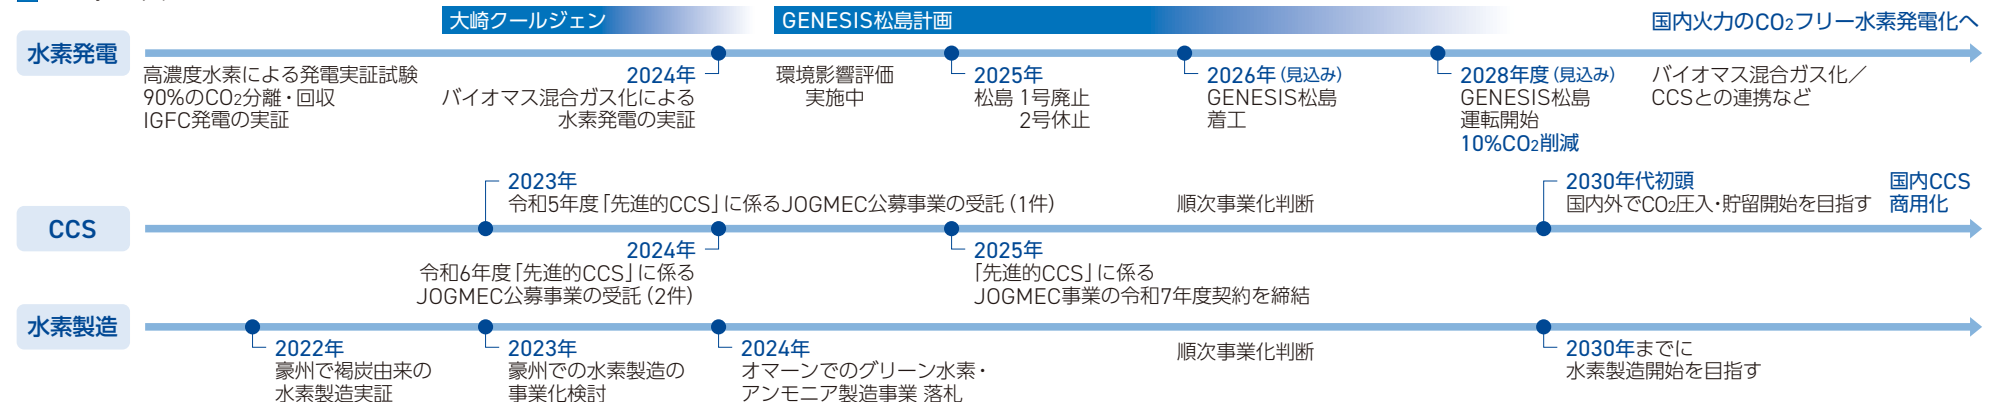 大崎クールジェン
GENESIS松島計画
国内火力のCO2フリー水素発電化へ
水素発電
高濃度水素による発電実証試験
90%のCO2分離・回収
IGFC発電の実証
2024年
バイオマス混合ガス化による
水素発電の実証
環境影響評価
実施中
2025年
松島 1号廃止
2号休止
2026年(見込み)
GENESIS松島
着工
2028年度(見込み)
GENESIS松島
運転開始
10%CO2削減
バイオマス混合ガス化／
CCSとの連携など
CCS
2023年
令和5年度「先進的CCS」に係るJOGMEC公募事業の受託(1件)
2024年
令和6年度「先進的CCS」に係る
JOGMEC公募事業の受託(2件)
2025年
「先進的CCS」に係る
JOGMEC事業の令和7年度契約を締結
順次事業化判断
2030年代初頭
国内外でCO2圧入・貯留開始を目指す
国内CCS
商用化
水素製造
2022年
豪州で褐炭由来の
水素製造実証
2023年
豪州での水素製造の
事業化検討
2024年
オマーンでのグリーン水素・
アンモニア製造事業 落札
順次事業化判断
2030年までに
水素製造開始を目指す